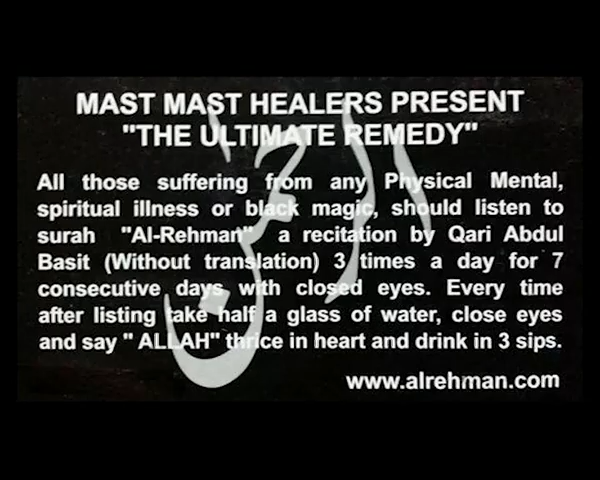 MAST MAST HEALERS PRESENT
"THE ULTIMATE REMEDY"
All those suffering from any Physical Mental,
spiritual illness or black magic, should listen to
surah "Al-Rehman" a recitation by Qari Abdul
Basit (Without translation) 3 times a day for 7
consecutive days with closed eyes. Every time
after listing take half a glass of water, close eyes
and say " ALLAH" thrice in heart and drink in 3 sips.
www.alrehman.com
الرحمن